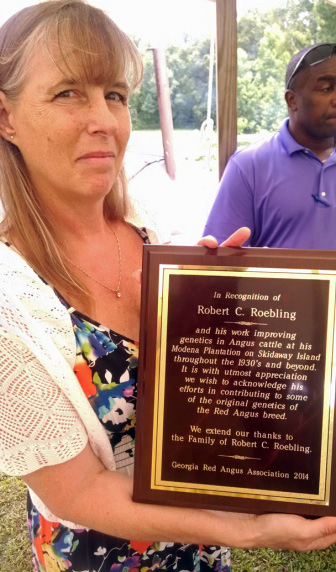 In Recognition of
Robert C. Roebling
and his work improving
genetics in Angus cattle at his
Modena Plantation on Skidaway Island
throughout the 1930's and beyond.
It is with utmost appreciation
we wish to acknowledge his
efforts in contributing to some
of the original genetics of
the Red Angus breed.
We extend our thanks to
the Family of Robert C. Roebling.
Georgia Red Angus Association 2014